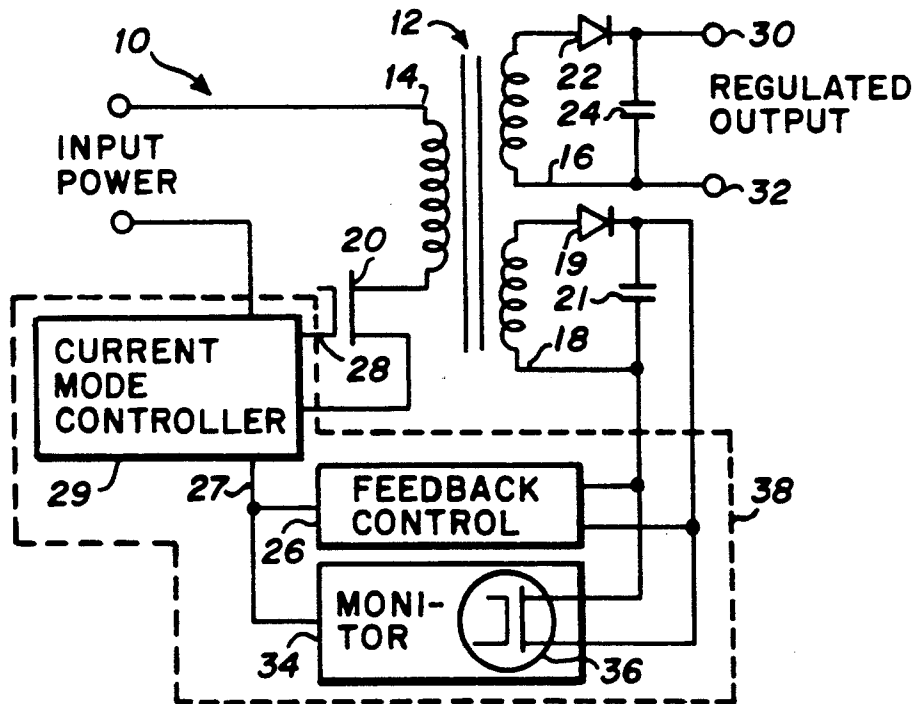 10
12
14
22
30
24
REGULATED
OUTPUT
INPUT
POWER
16
32
20
19
21
18
28
CURRENT
MODE
CONTROLLER
29
27
FEEDBACK
CONTROL
26
38
MONI-
TOR
34
36